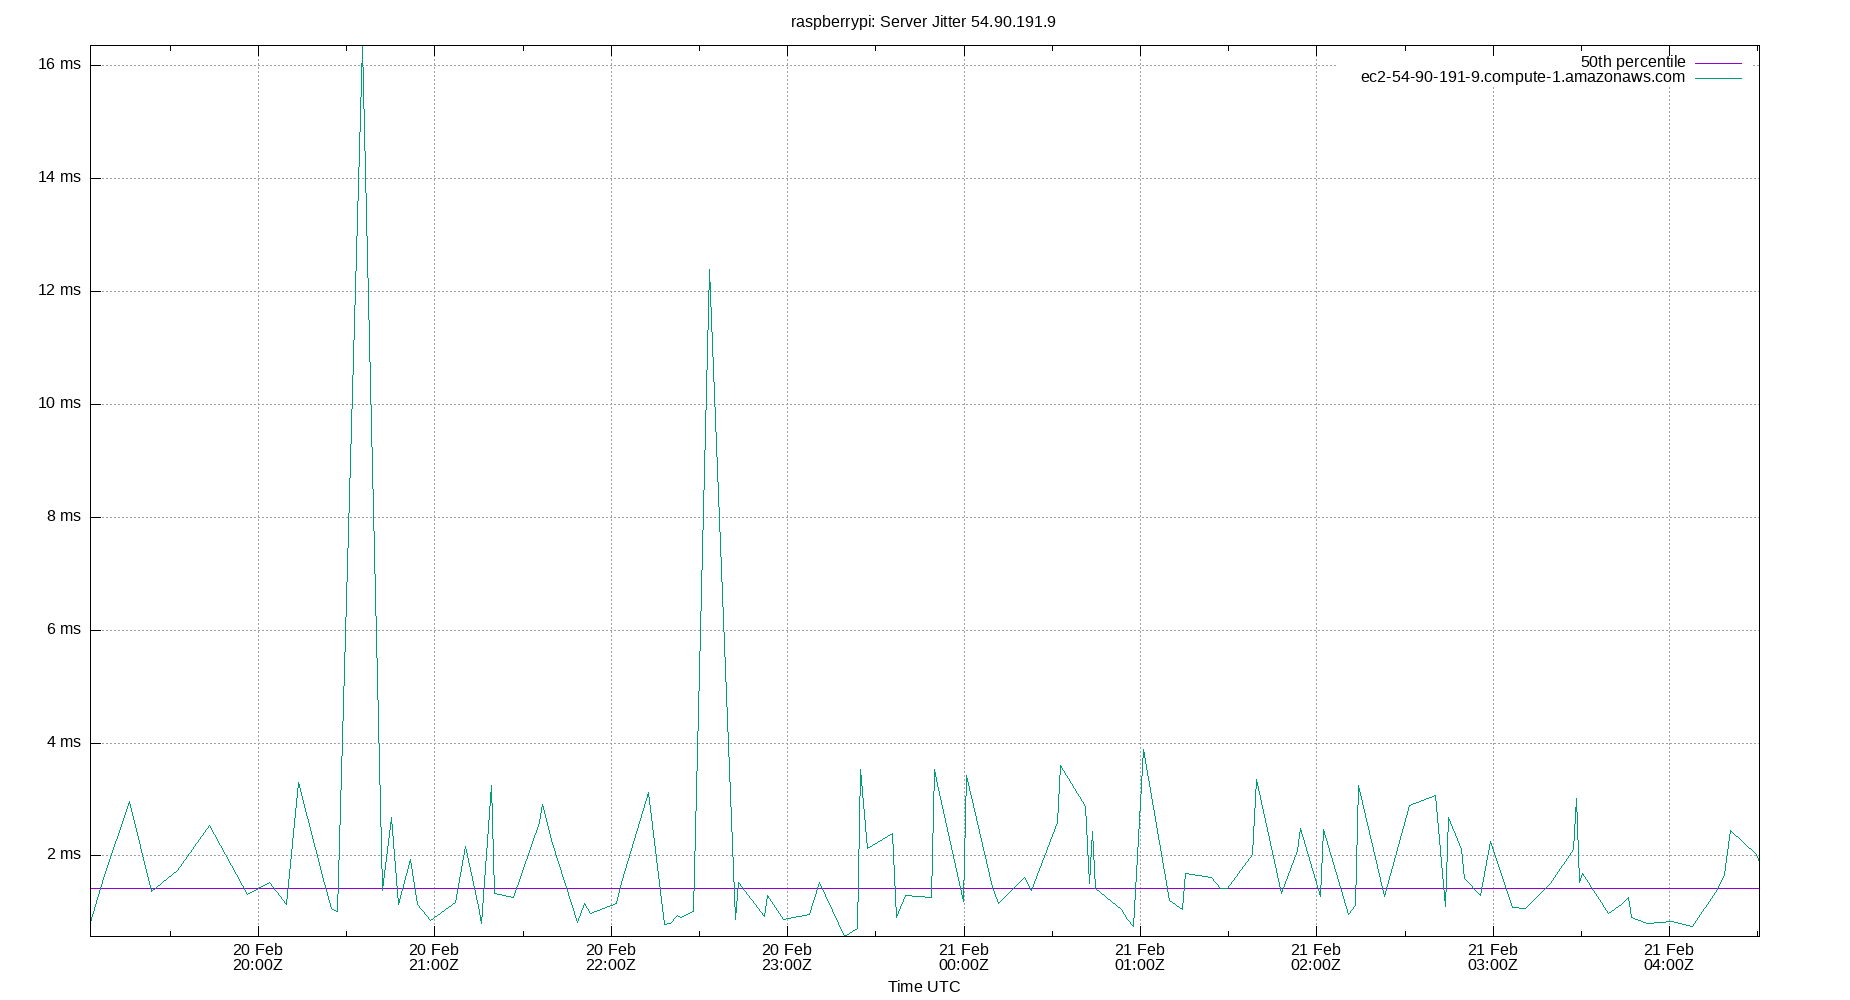 raspberrypi: Server Jitter 54.90.191.9
16 ms
14 ms
12 ms
10 ms
8 ms
6 ms
4 ms
2 ms
50th percentile
ec2-54-90-191-9.compute-1.amazonaws.com
20 Feb
20:00Z
20 Feb
21:00Z
20 Feb
22:00Z
20 Feb
23:00Z
21 Feb
00:00Z
21 Feb
01:00Z
21 Feb
02:00Z
21 Feb
03:00Z
21 Feb
04:00Z
Time UTC